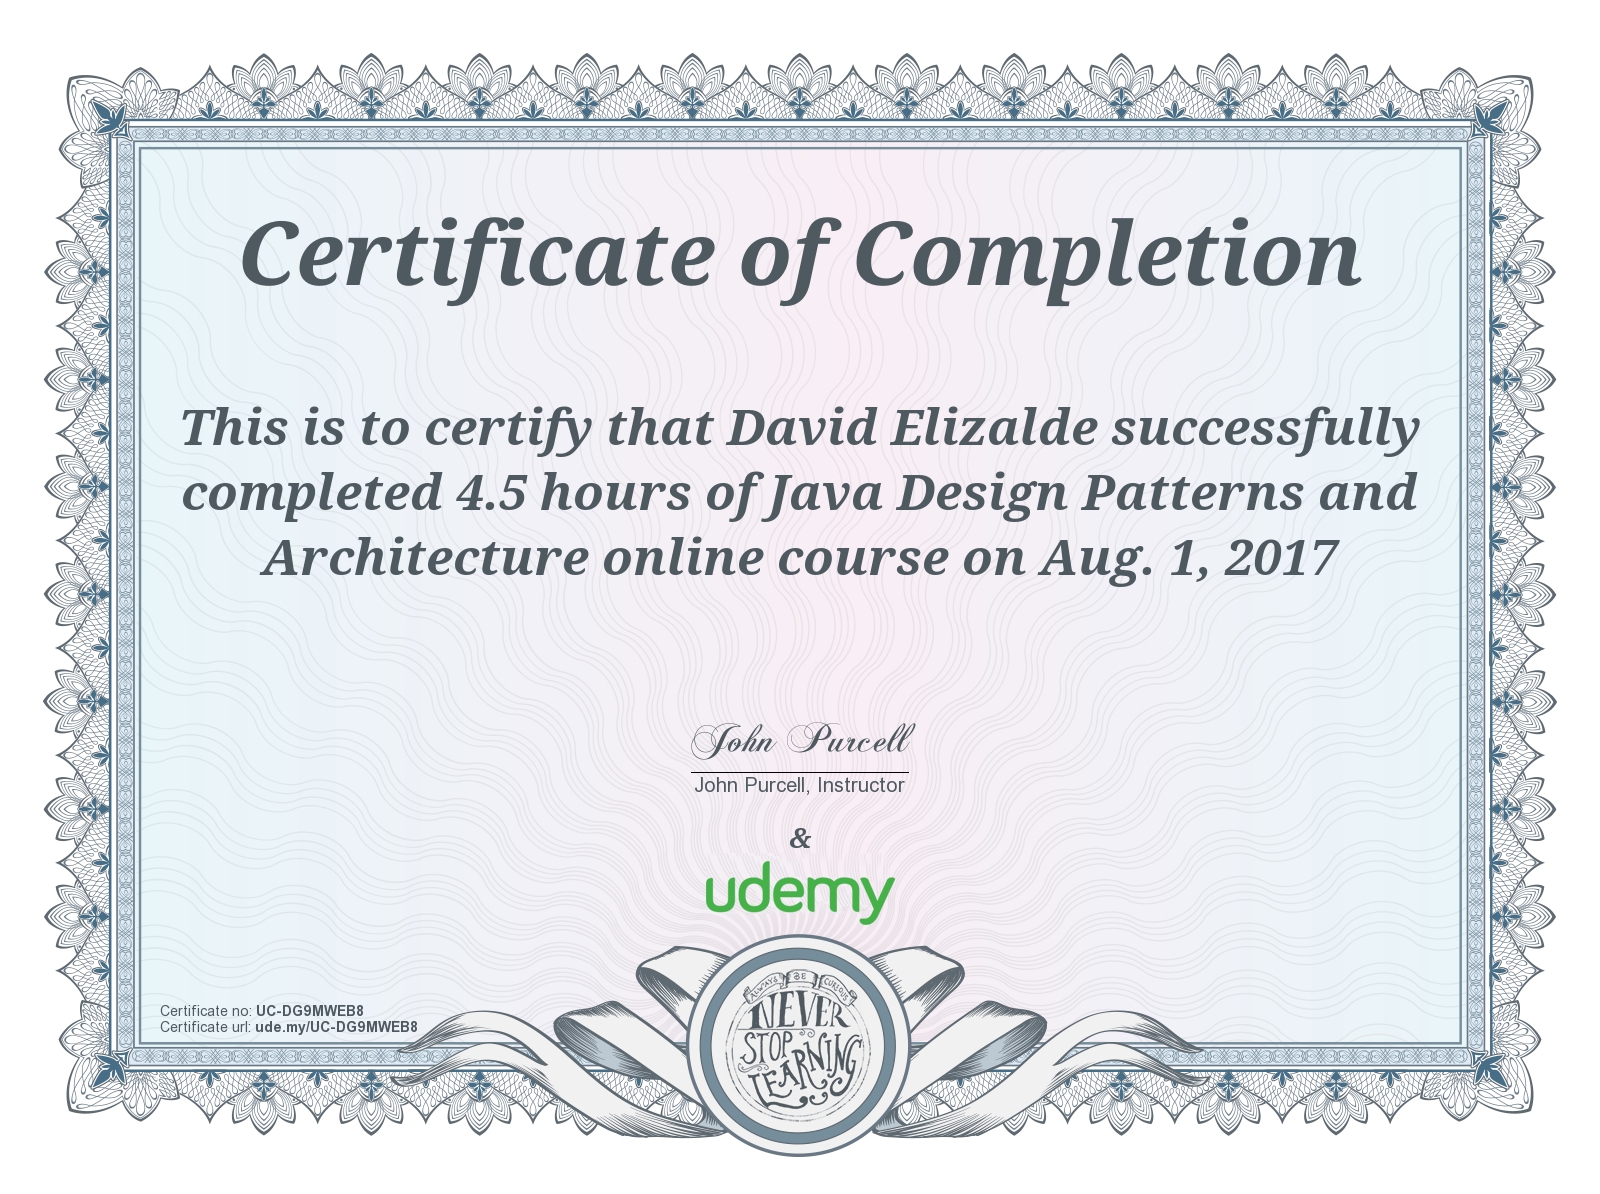 Certificate of Completion
This is to certify that David Elizalde successfully
completed 4.5 hours of Java Design Patterns and
Architecture online course on Aug. 1, 2017
John Purcell
John Purcell, Instructor
&
udemy
Certificate no: UC-DG9MWEB8
Certificate url: ude.my/UC-DG9MWEB8
ALWAYS BE CURIOUS
NEVER
STOP
LEARNING